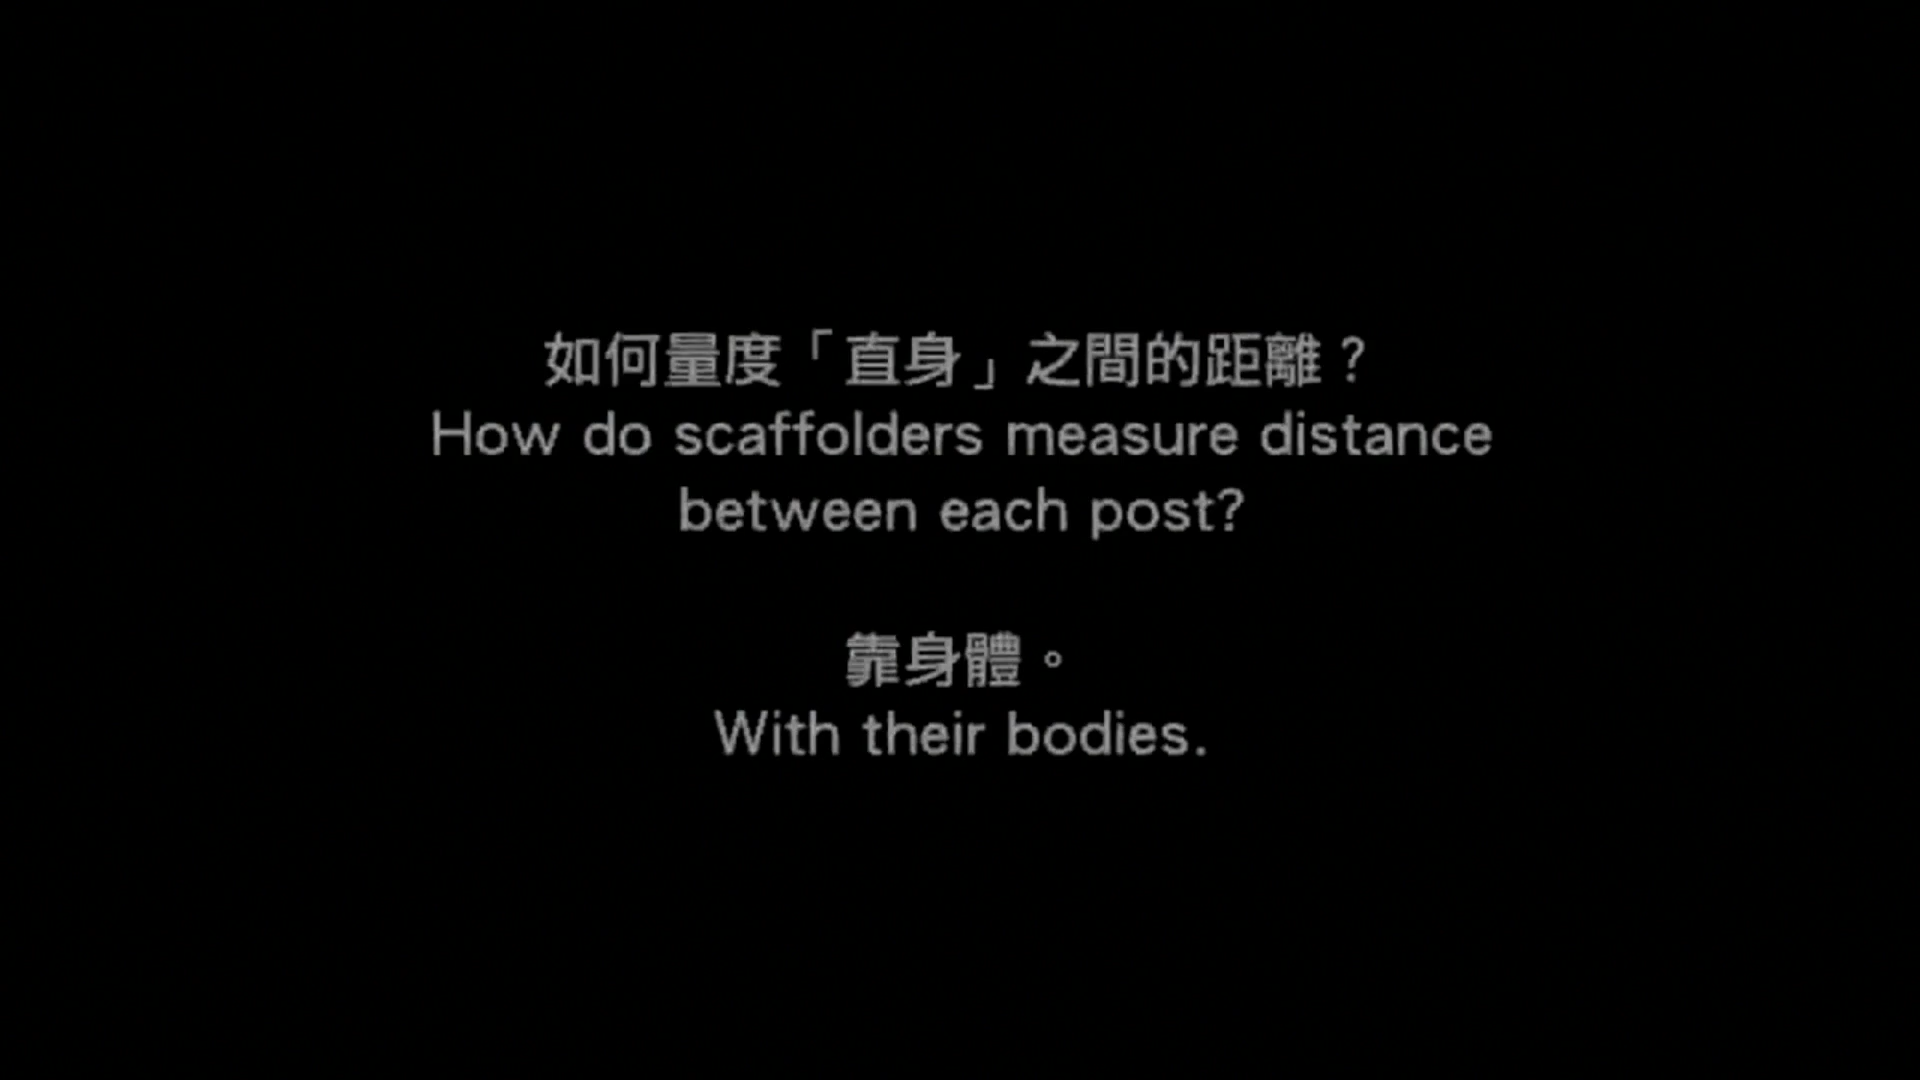 如何量度「直身」之間的距離？
How do scaffolders measure distance
between each post?
靠身體。
With their bodies.